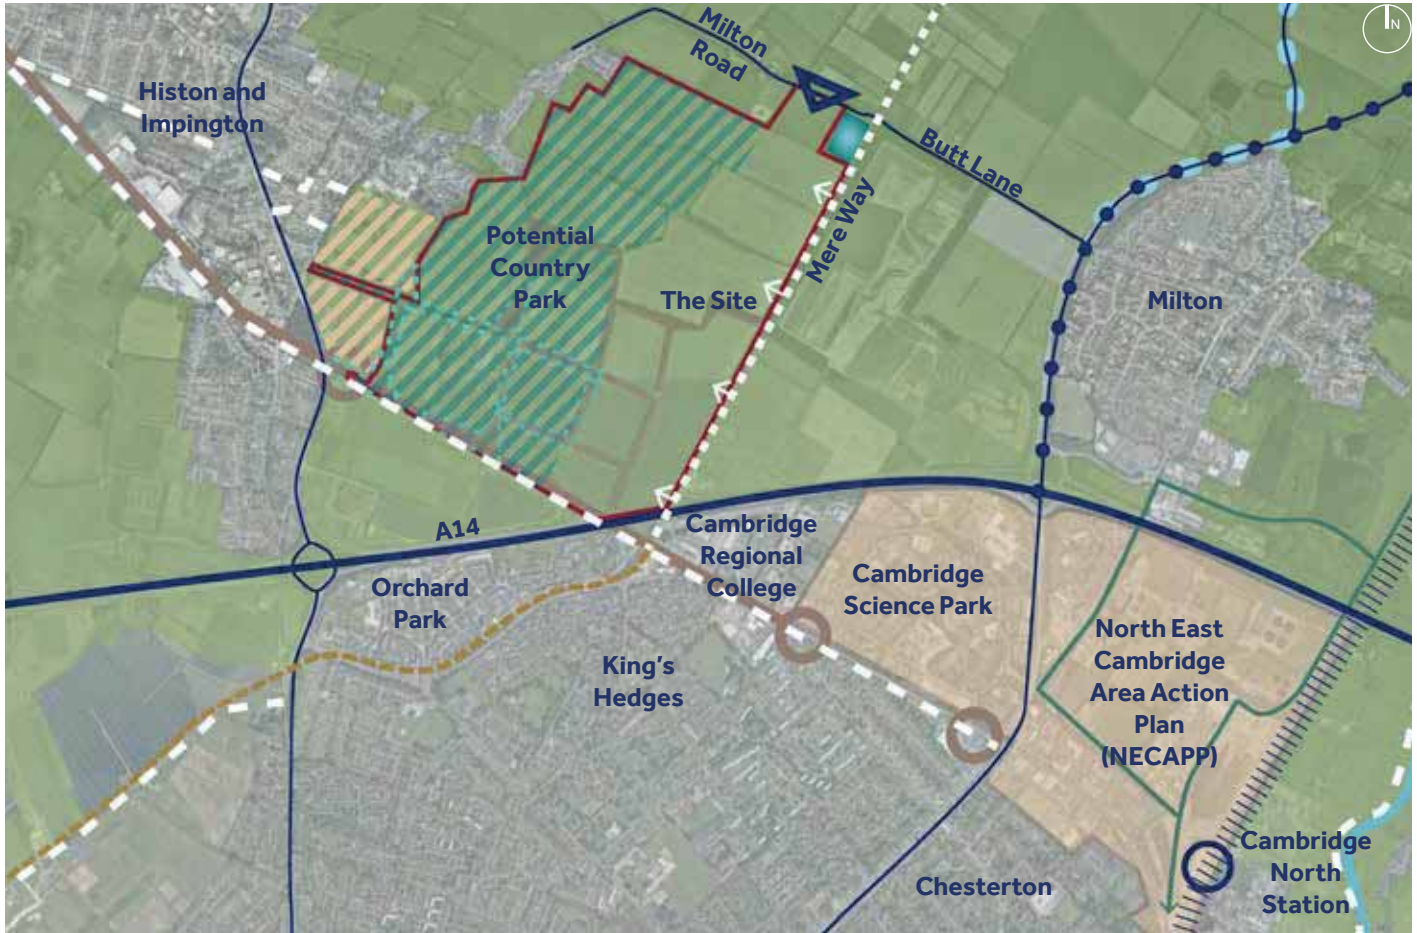 Milton
Road
N
Histon and
Impington
Butt Lane
Mere Way
Potential
Country
Park
The Site
Milton
A14
Cambridge
Regional
College
Orchard
Park
Cambridge
Science Park
North East
Cambridge
Area Action
Plan
(NECAPP)
King's
Hedges
Cambridge
North
Station
Chesterton